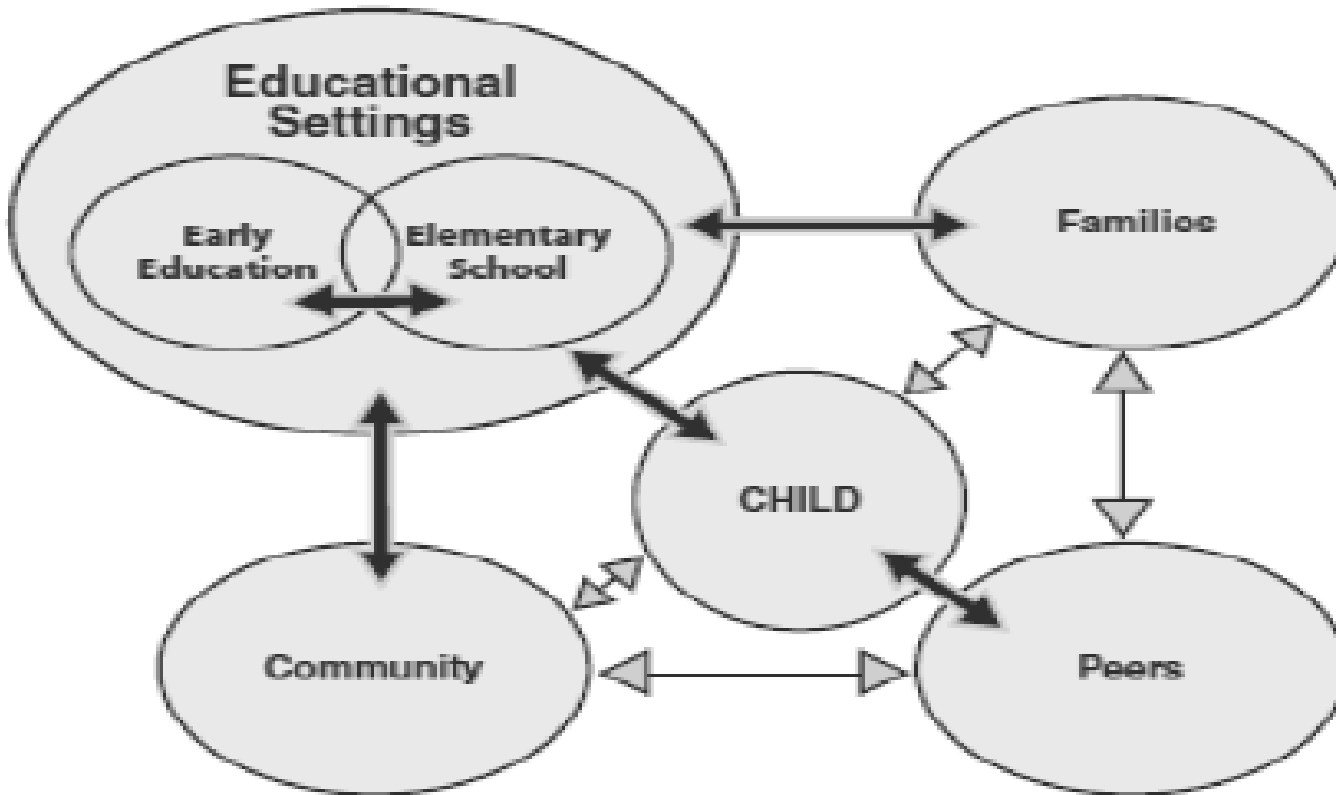 Educational
Settings
Early
Education
Elementary
School
Families
CHILD
Community
Peers